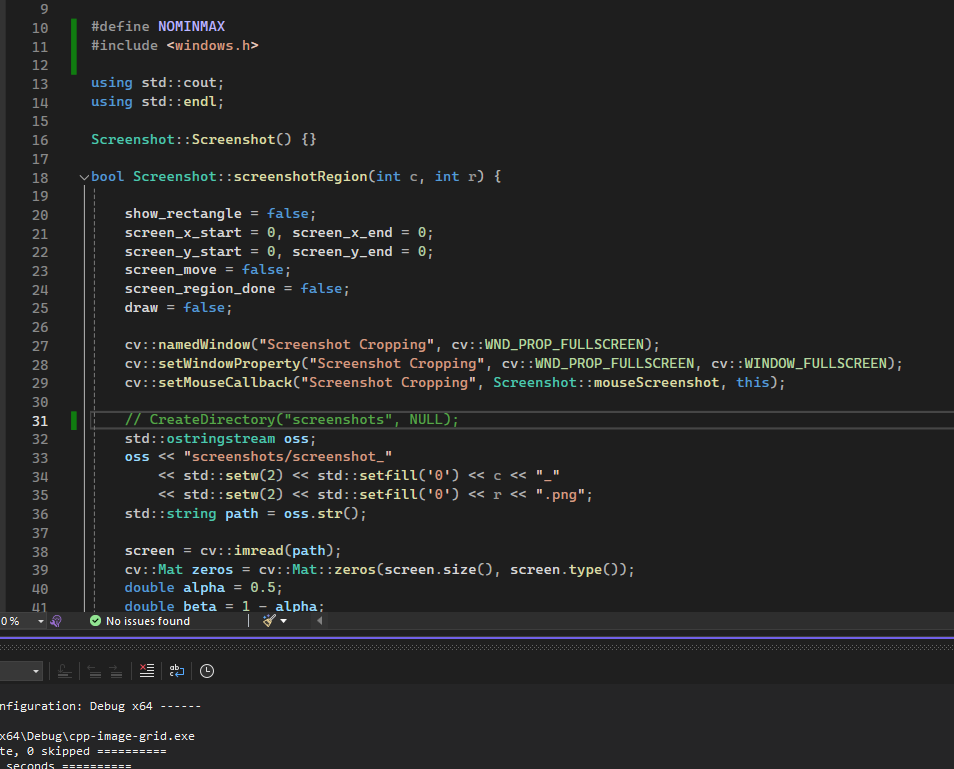 9
10 #define NOMINMAX
11 #include <windows.h>
12
13 using std::cout;
14 using std::endl;
15
16 Screenshot::Screenshot() {}
17
18 bool Screenshot::screenshotRegion(int c, int r) {
19
20 show_rectangle = false;
21 screen_x_start = 0, screen_x_end = 0;
22 screen_y_start = 0, screen_y_end = 0;
23 screen_move = false;
24 screen_region_done = false;
25 draw = false;
26
27 cv::namedWindow("Screenshot Cropping", cv::WND_PROP_FULLSCREEN);
28 cv::setWindowProperty("Screenshot Cropping", cv::WND_PROP_FULLSCREEN, cv::WINDOW_FULLSCREEN);
29 cv::setMouseCallback("Screenshot Cropping", Screenshot::mouseScreenshot, this);
30
31 // CreateDirectory("screenshots", NULL);
32 std::ostringstream oss;
33 oss << "screenshots/screenshot_"
34 << std::setw(2) << std::setfill('0') << c << "_"
35 << std::setw(2) << std::setfill('0') << r << ".png";
36 std::string path = oss.str();
37
38 screen = cv::imread(path);
39 cv::Mat zeros = cv::Mat::zeros(screen.size(), screen.type());
40 double alpha = 0.5;
41 double beta = 1 - alpha;
0% No issues found
nfiguration: Debug x64 ------
x64\Debug\cpp-image-grid.exe
te, 0 skipped ==========
seconds ==========